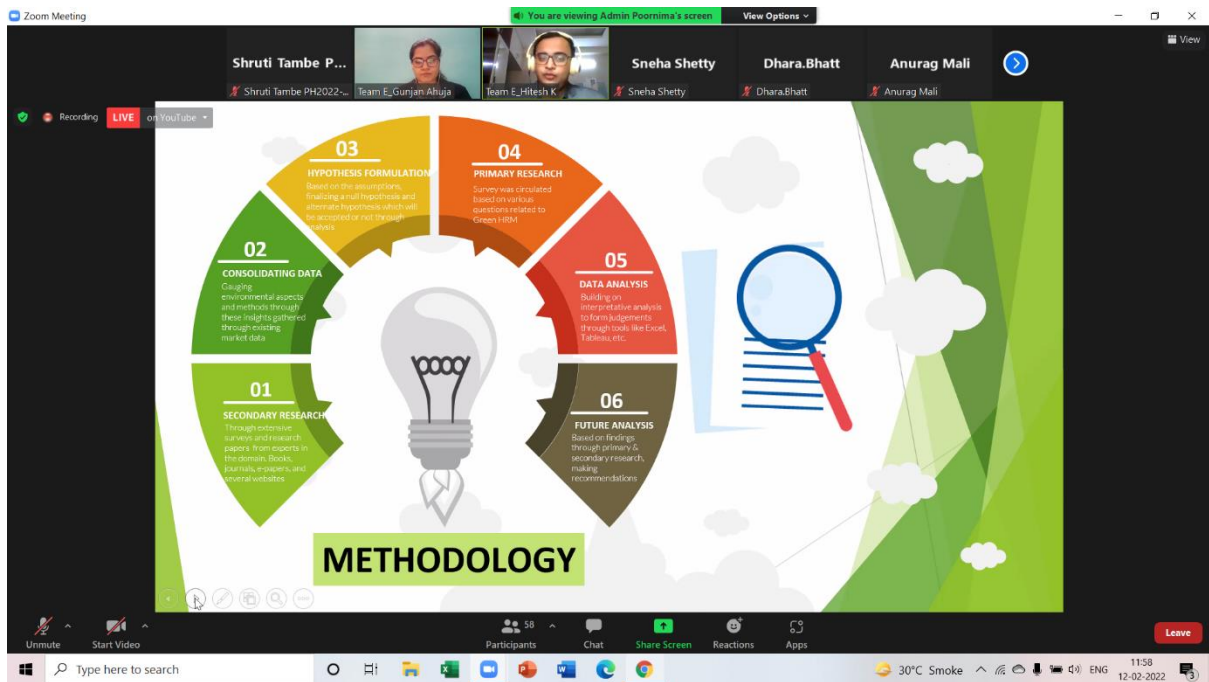 Zoom Meeting
You are viewing Admin Poornima's screen
View Options
View
Shruti Tambe P...
Sneha Shetty
Dhara.Bhatt
Anurag Mali
Shruti Tambe PH2022-...
Team E_Gunjan Ahuja
Team E_Hitesh K
Sneha Shetty
Dhara.Bhatt
Anurag Mali
Recording
LIVE
on YouTube
03
HYPOTHESIS FORMULATION
Based on the assumptions,
finalizing a null hypothesis and
alternate hypothesis which will
be accepted or not through
analysis
04
PRIMARY RESEARCH
Survey was circulated
based on various
questions related to
Green HRM
02
CONSOLIDATING DATA
Gauging
environmental aspects
and methods through
these insights gathered
through existing
market data
05
DATA ANALYSIS
Building on
interpretative analysis
to form judgements
through tools like Excel,
Tableau, etc.
01
SECONDARY RESEARCH
Through extensive
surveys and research
papers from experts in
the domain. Books,
journals, e-papers, and
several websites
06
FUTURE ANALYSIS
Based on findings
through primary &
secondary research,
making
recommendations
METHODOLOGY
Unmute
Start Video
58
Participants
Chat
Share Screen
Reactions
Apps
Leave
Type here to search
30°C Smoke
ENG
11:58
12-02-2022
3